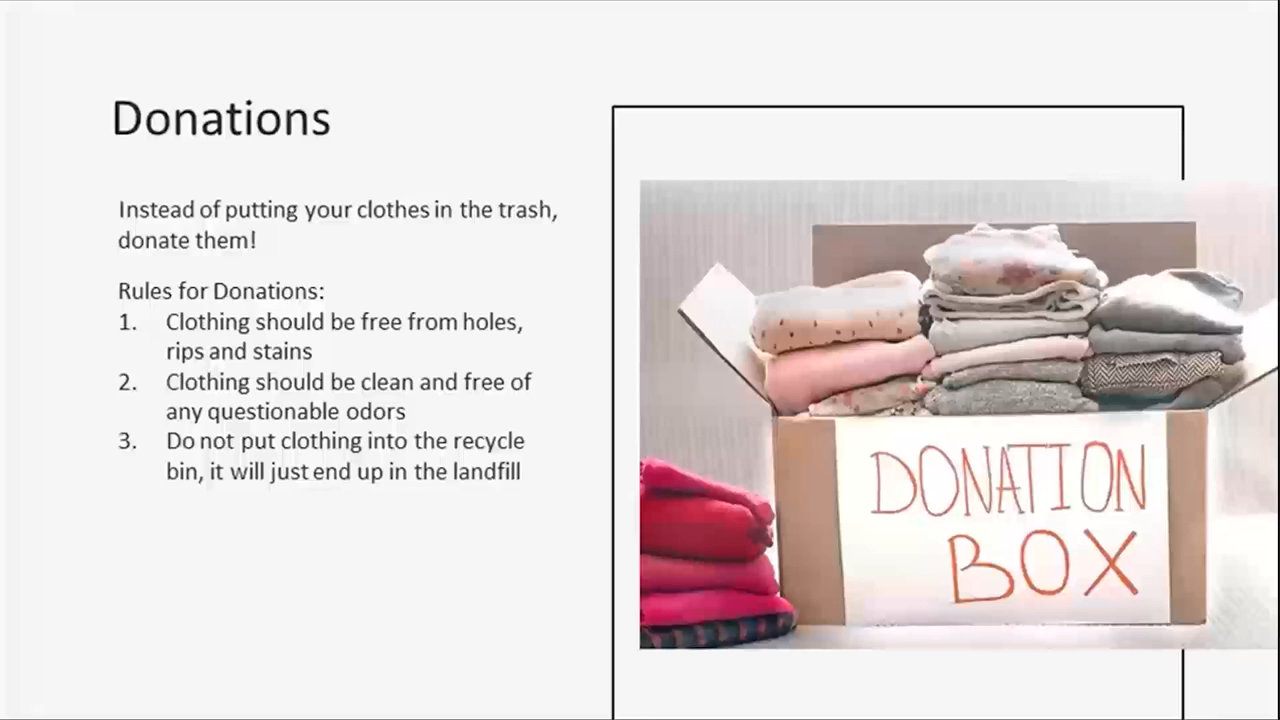 Donations
Instead of putting your clothes in the trash,
donate them!
Rules for Donations:
1. Clothing should be free from holes,
rips and stains
2. Clothing should be clean and free of
any questionable odors
3. Do not put clothing into the recycle
bin, it will just end up in the landfill
DONATION
BOX